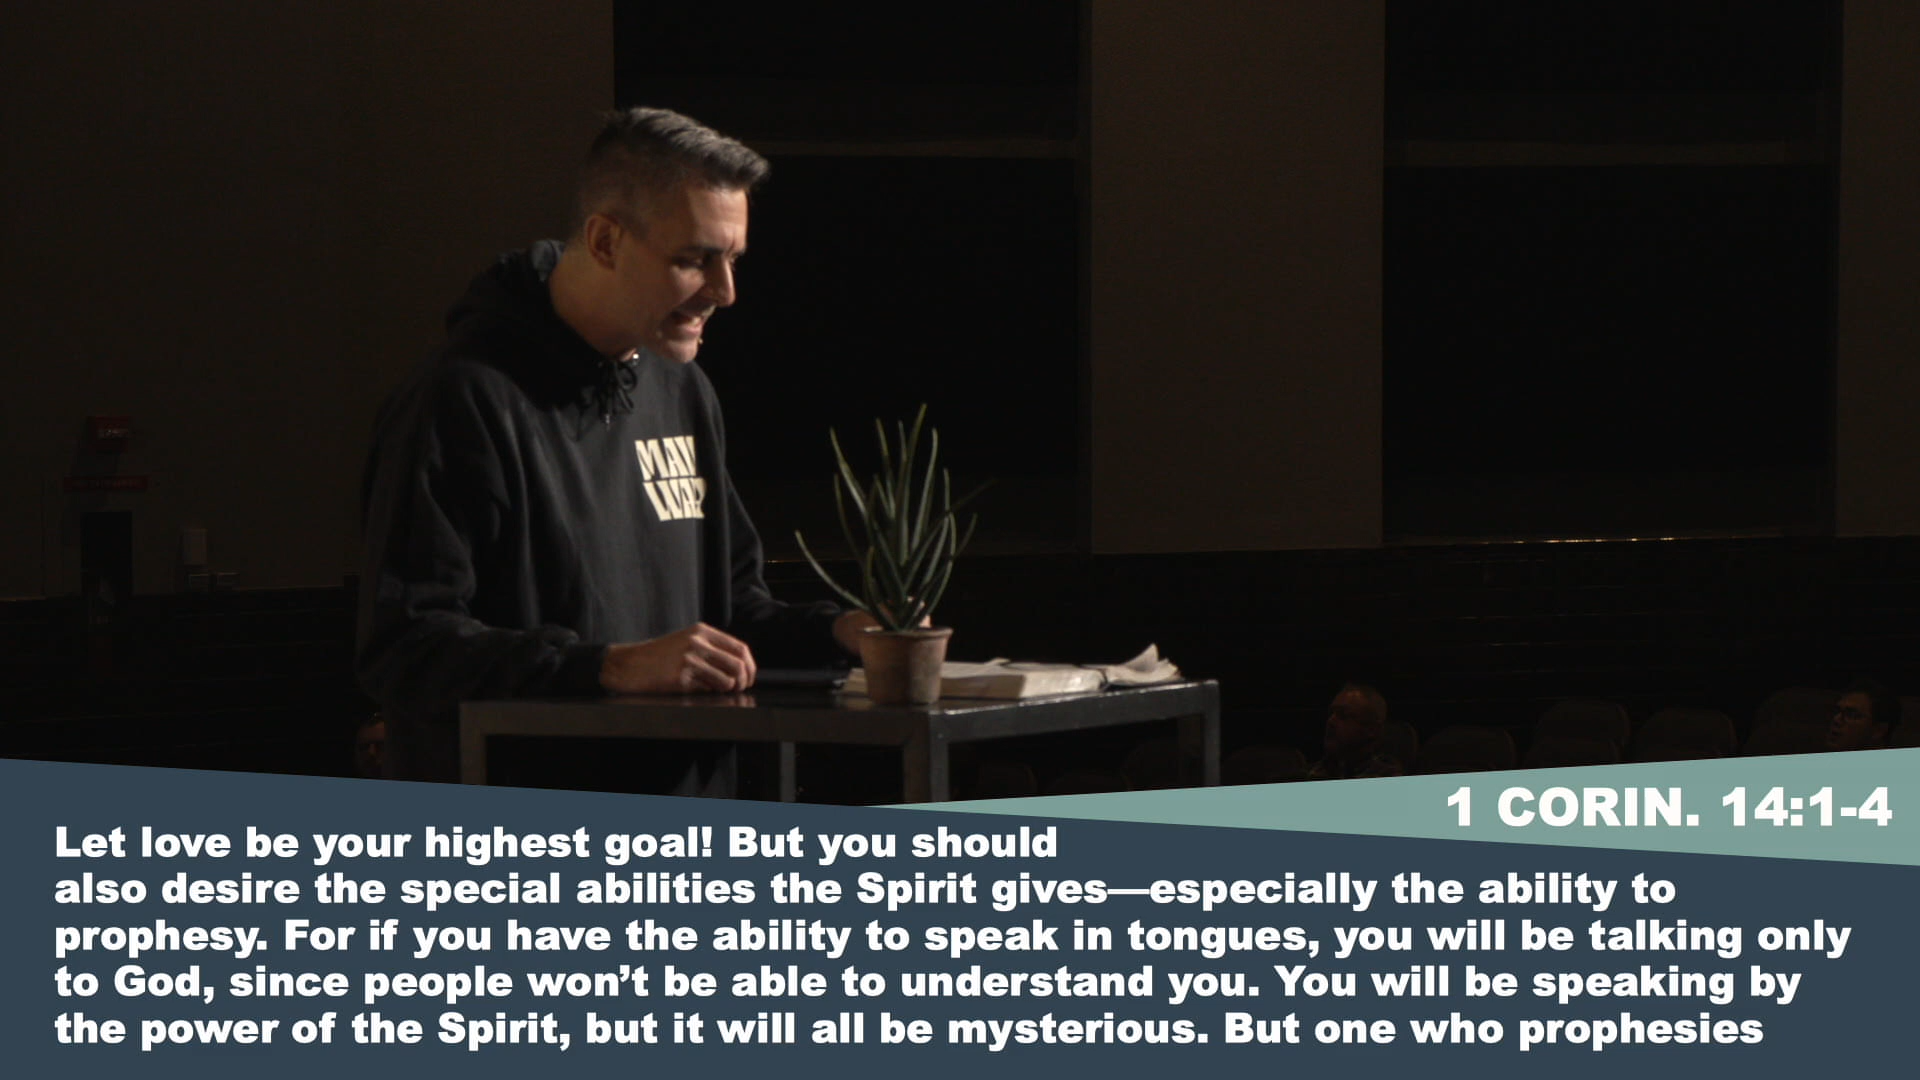 1 CORIN. 14:1-4
Let love be your highest goal! But you should
also desire the special abilities the Spirit gives—especially the ability to
prophesy. For if you have the ability to speak in tongues, you will be talking only
to God, since people won’t be able to understand you. You will be speaking by
the power of the Spirit, but it will all be mysterious. But one who prophesies